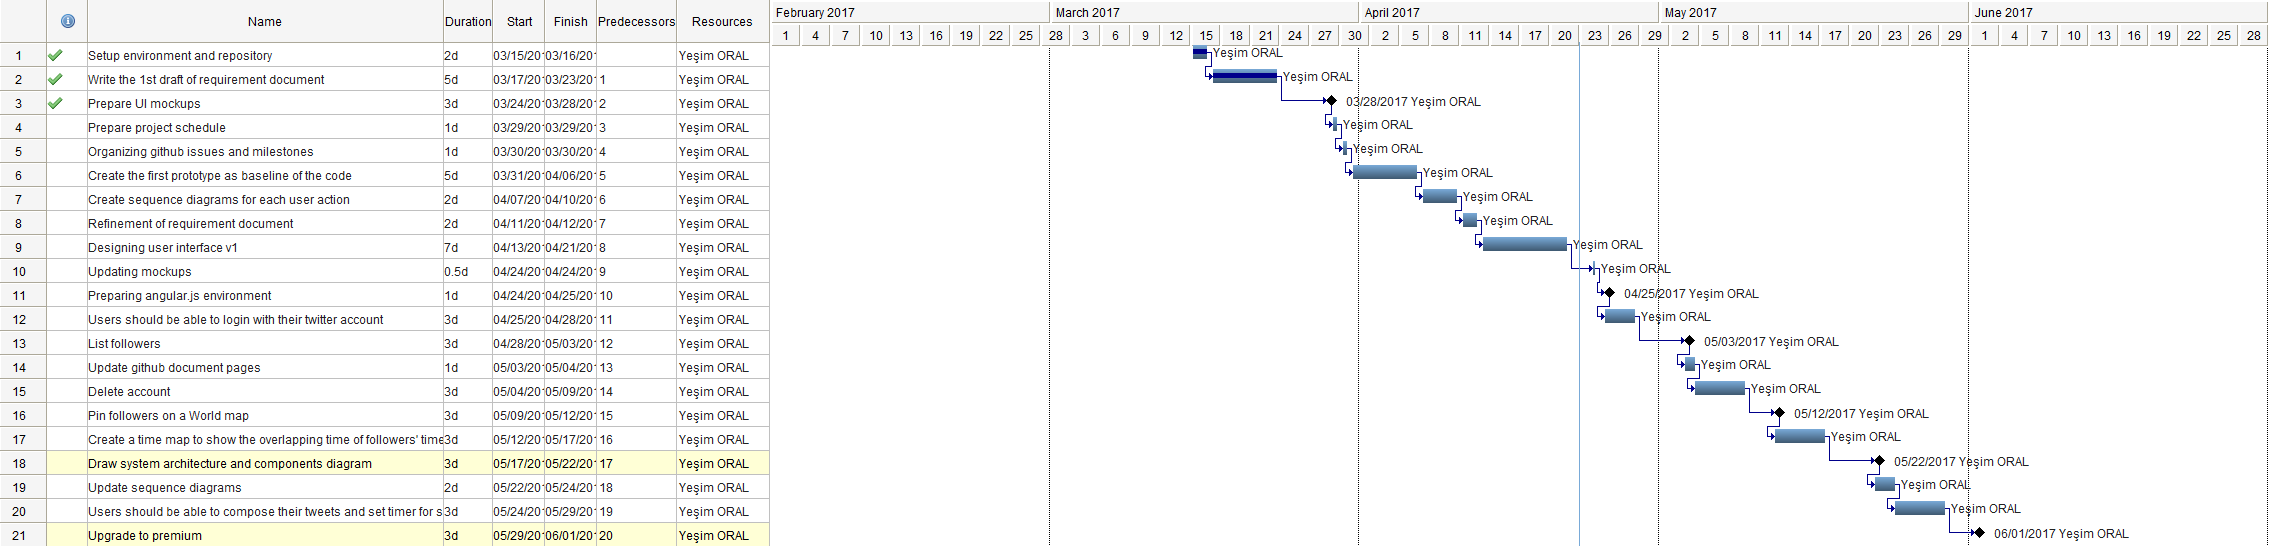 Name Duration Start Finish Predecessors Resources February 2017 March 2017 April 2017 May 2017 June 2017
1 4 7 10 13 16 19 22 25 28 3 6 9 12 15 18 21 24 27 30 2 5 8 11 14 17 20 23 26 29 2 5 8 11 14 17 20 23 26 29 1 4 7 10 13 16 19 22 25 28
1 Setup environment and repository 2d 03/15/20 03/16/20 Yeşim ORAL Yeşim ORAL
2 Write the 1st draft of requirement document 5d 03/17/20 03/23/20 1 Yeşim ORAL Yeşim ORAL
3 Prepare UI mockups 3d 03/24/20 03/28/20 2 Yeşim ORAL 03/28/2017 Yeşim ORAL
4 Prepare project schedule 1d 03/29/20 03/29/20 3 Yeşim ORAL Yeşim ORAL
5 Organizing github issues and milestones 1d 03/30/20 03/30/20 4 Yeşim ORAL Yeşim ORAL
6 Create the first prototype as baseline of the code 5d 03/31/20 04/06/20 5 Yeşim ORAL Yeşim ORAL
7 Create sequence diagrams for each user action 2d 04/07/20 04/10/20 6 Yeşim ORAL Yeşim ORAL
8 Refinement of requirement document 2d 04/11/20 04/12/20 7 Yeşim ORAL Yeşim ORAL
9 Designing user interface v1 7d 04/13/20 04/21/20 8 Yeşim ORAL Yeşim ORAL
10 Updating mockups 0.5d 04/24/20 04/24/20 9 Yeşim ORAL Yeşim ORAL
11 Preparing angular.js environment 1d 04/24/20 04/25/20 10 Yeşim ORAL 04/25/2017 Yeşim ORAL
12 Users should be able to login with their twitter account 3d 04/25/20 04/28/20 11 Yeşim ORAL Yeşim ORAL
13 List followers 3d 04/28/20 05/03/20 12 Yeşim ORAL 05/03/2017 Yeşim ORAL
14 Update github document pages 1d 05/03/20 05/04/20 13 Yeşim ORAL Yeşim ORAL
15 Delete account 3d 05/04/20 05/09/20 14 Yeşim ORAL Yeşim ORAL
16 Pin followers on a World map 3d 05/09/20 05/12/20 15 Yeşim ORAL 05/12/2017 Yeşim ORAL
17 Create a time map to show the overlapping time of followers' time 3d 05/12/20 05/17/20 16 Yeşim ORAL Yeşim ORAL
18 Draw system architecture and components diagram 3d 05/17/20 05/22/20 17 Yeşim ORAL 05/22/2017 Yeşim ORAL
19 Update sequence diagrams 2d 05/22/20 05/24/20 18 Yeşim ORAL Yeşim ORAL
20 Users should be able to compose their tweets and set timer for s 3d 05/24/20 05/29/20 19 Yeşim ORAL Yeşim ORAL
21 Upgrade to premium 3d 05/29/20 06/01/20 20 Yeşim ORAL 06/01/2017 Yeşim ORAL